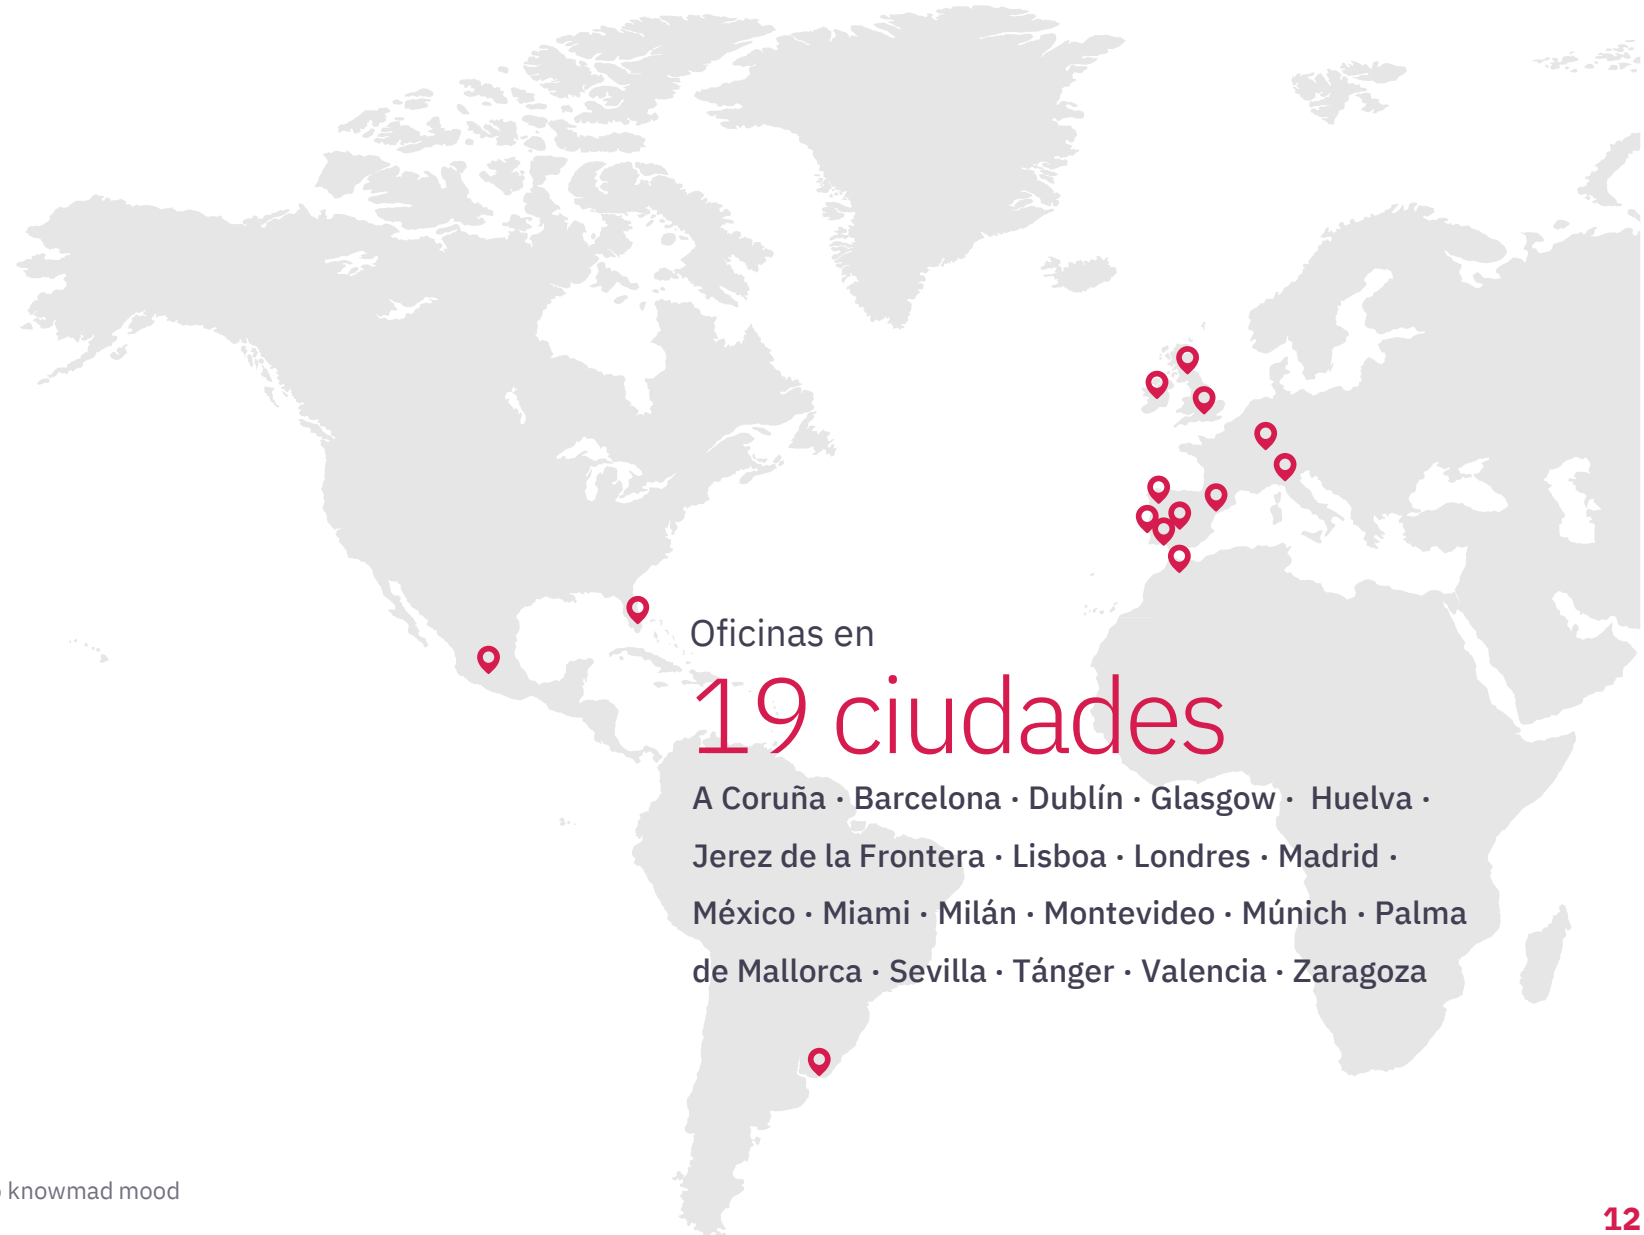 Oficinas en
19 ciudades
A Coruña · Barcelona · Dublín · Glasgow · Huelva ·
Jerez de la Frontera · Lisboa · Londres · Madrid ·
México · Miami · Milán · Montevideo · Múnich · Palma
de Mallorca · Sevilla · Tánger · Valencia · Zaragoza
knowmad mood
12